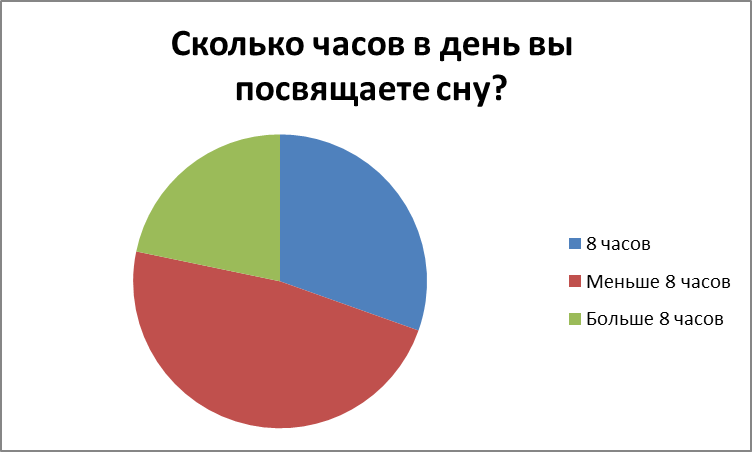 Сколько часов в день вы
посвящаете сну?
8 часов
Меньше 8 часов
Больше 8 часов